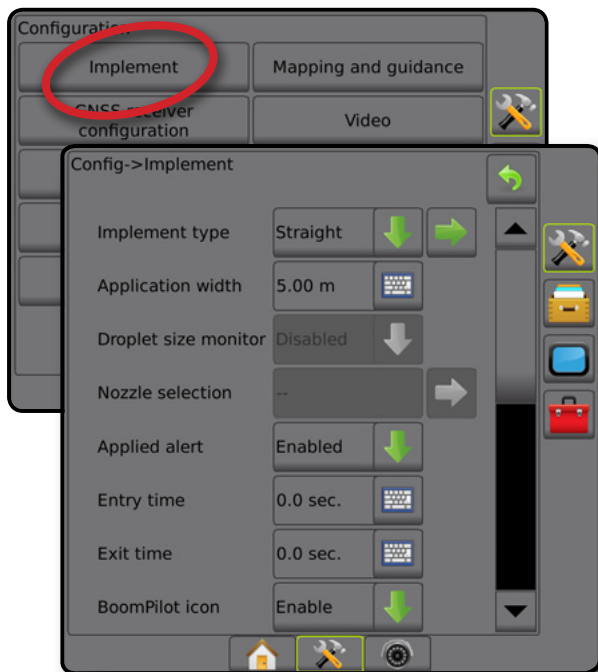 Configuration
Implement
Mapping and guidance
GNSS receiver
configuration
Video
Config->Implement
Implement type
Straight
Application width
5.00 m
Droplet size monitor
Disabled
Nozzle selection
--
Applied alert
Enabled
Entry time
0.0 sec.
Exit time
0.0 sec.
BoomPilot icon
Enable